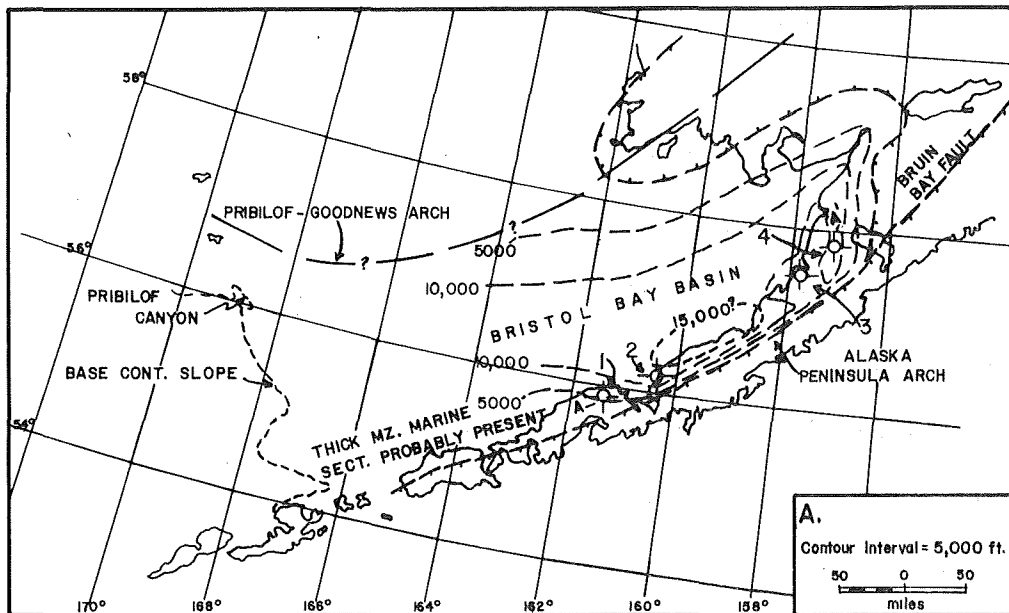 58°
56°
54°
PRIBILOF-GOODNEWS ARCH
?
?
5000
10,000
BRISTOL BAY BASIN
15,000?
10,000
5000
PRIBILOF
CANYON
BASE CONT. SLOPE
THICK MZ. MARINE
SECT. PROBABLY PRESENT
BRUIN
BAY FAULT
A
4
3
2
1
A
ALASKA
PENINSULA ARCH
170°
168°
166°
164°
162°
160°
158°
A.
Contour Interval = 5,000 ft.
50 0 50
miles